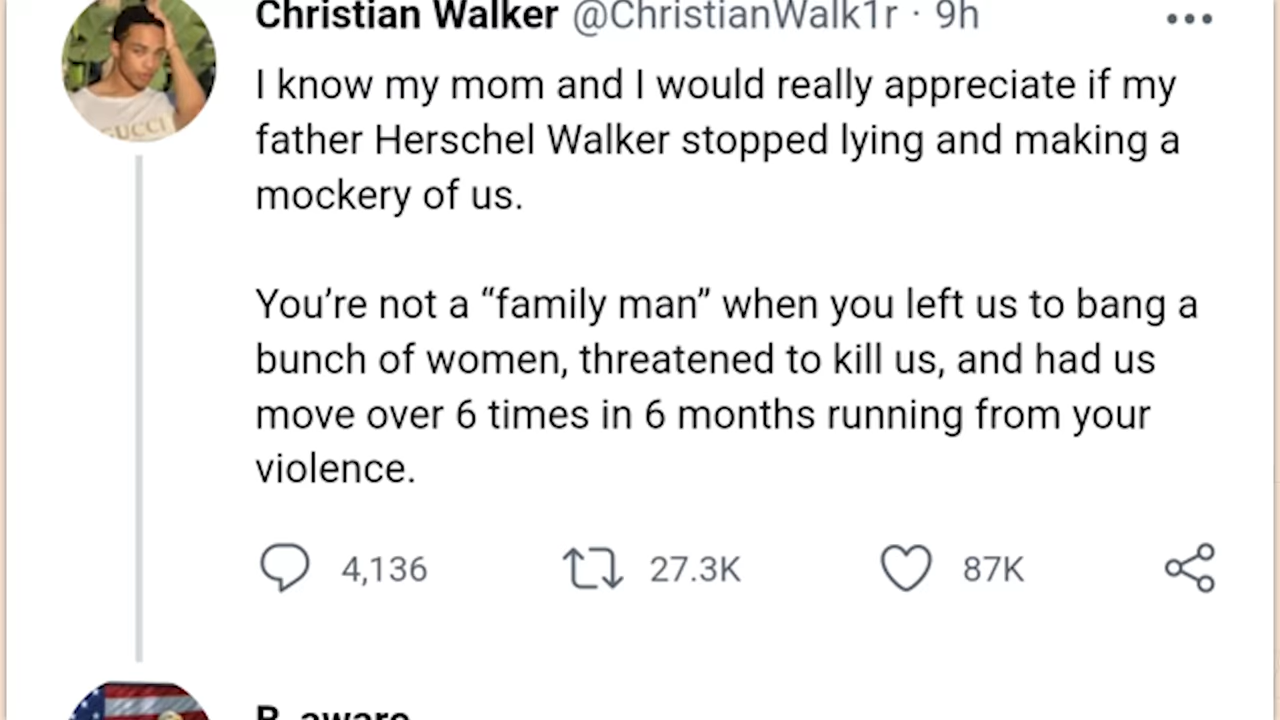 Christian Walker @ChristianWalk1r · 9h
GUCCI
I know my mom and I would really appreciate if my
father Herschel Walker stopped lying and making a
mockery of us.
You’re not a “family man” when you left us to bang a
bunch of women, threatened to kill us, and had us
move over 6 times in 6 months running from your
violence.
4,136 27.3K 87K
B. aware